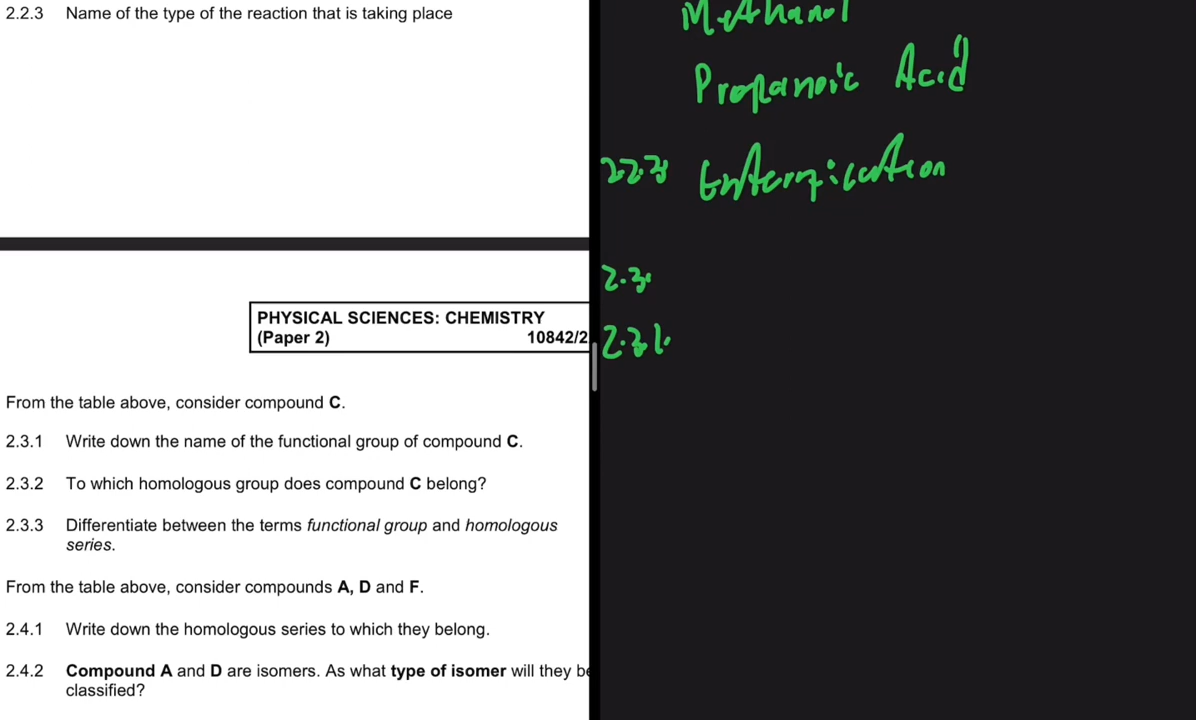 2.2.3 Name of the type of the reaction that is taking place
PHYSICAL SCIENCES: CHEMISTRY
(Paper 2) 10842/2
From the table above, consider compound C.
2.3.1 Write down the name of the functional group of compound C.
2.3.2 To which homologous group does compound C belong?
2.3.3 Differentiate between the terms functional group and homologous
series.
From the table above, consider compounds A, D and F.
2.4.1 Write down the homologous series to which they belong.
2.4.2 Compound A and D are isomers. As what type of isomer will they be
classified?
Methanol
Propanoic Acid
2.2.3 Esterification
2.3.
2.3.1.